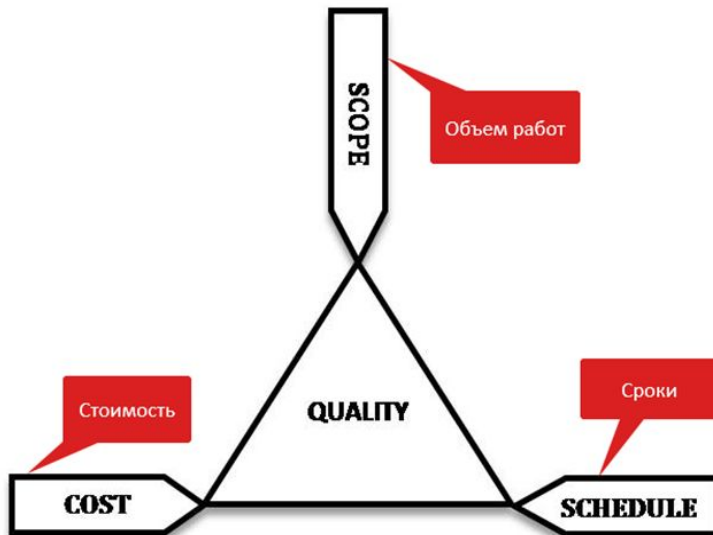 SCOPE
Объем работ
Стоимость
QUALITY
Сроки
COST
SCHEDULE